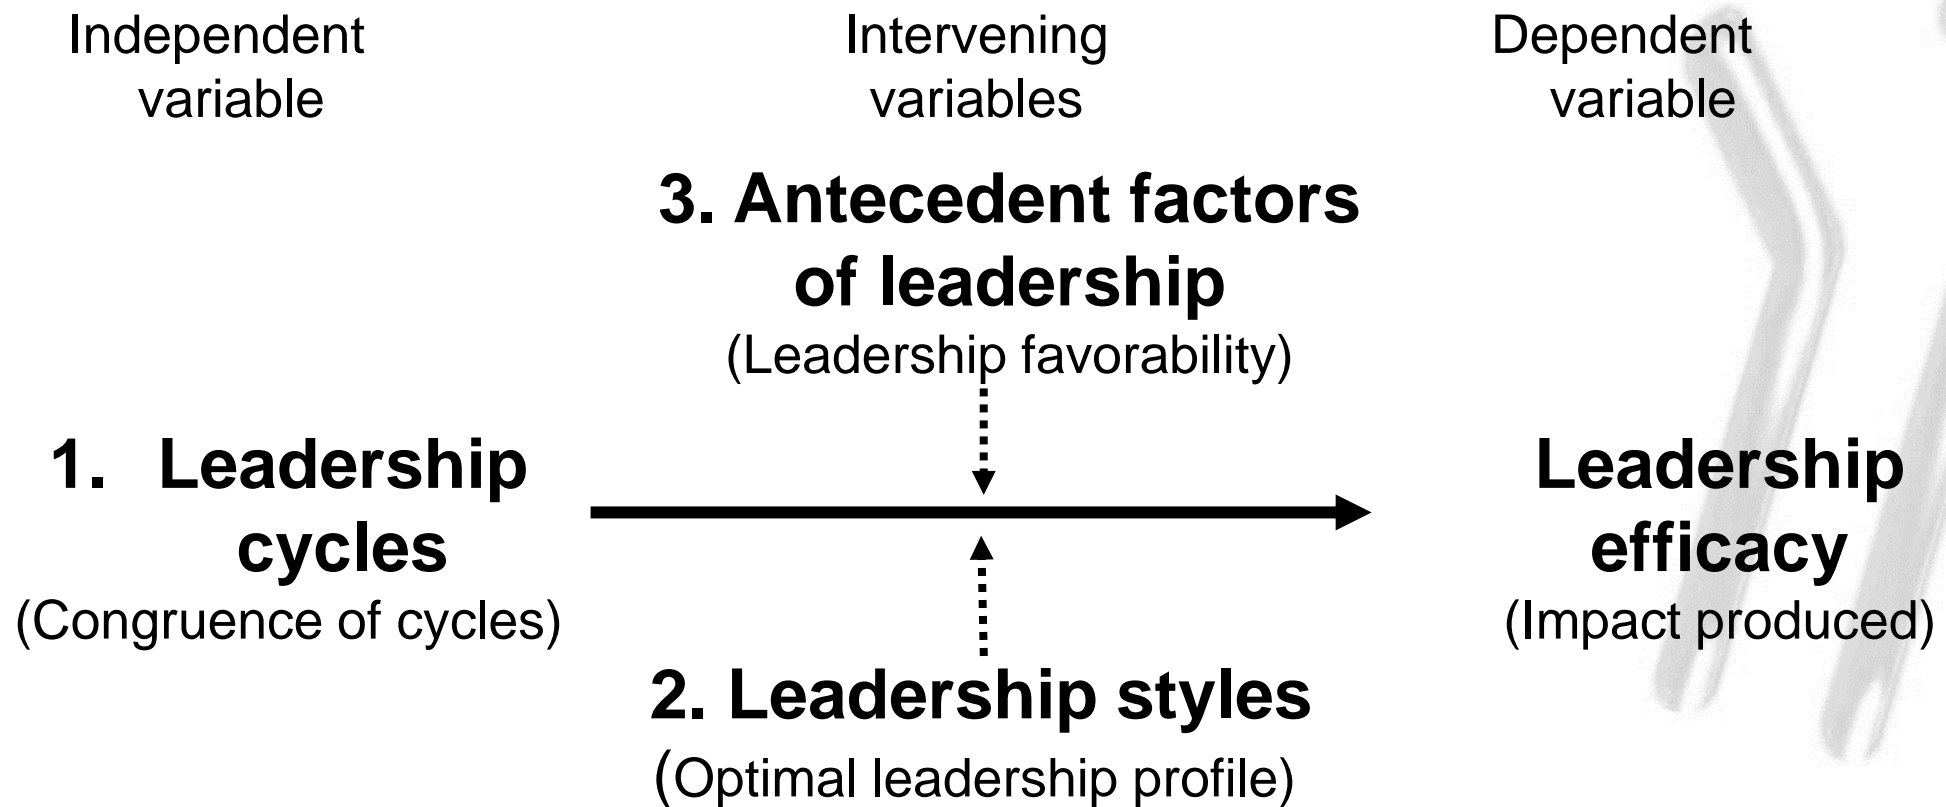 Independent
variable
Intervening
variables
Dependent
variable
3. Antecedent factors
of leadership
(Leadership favorability)
1. Leadership
cycles
(Congruence of cycles)
Leadership
efficacy
(Impact produced)
2. Leadership styles
(Optimal leadership profile)